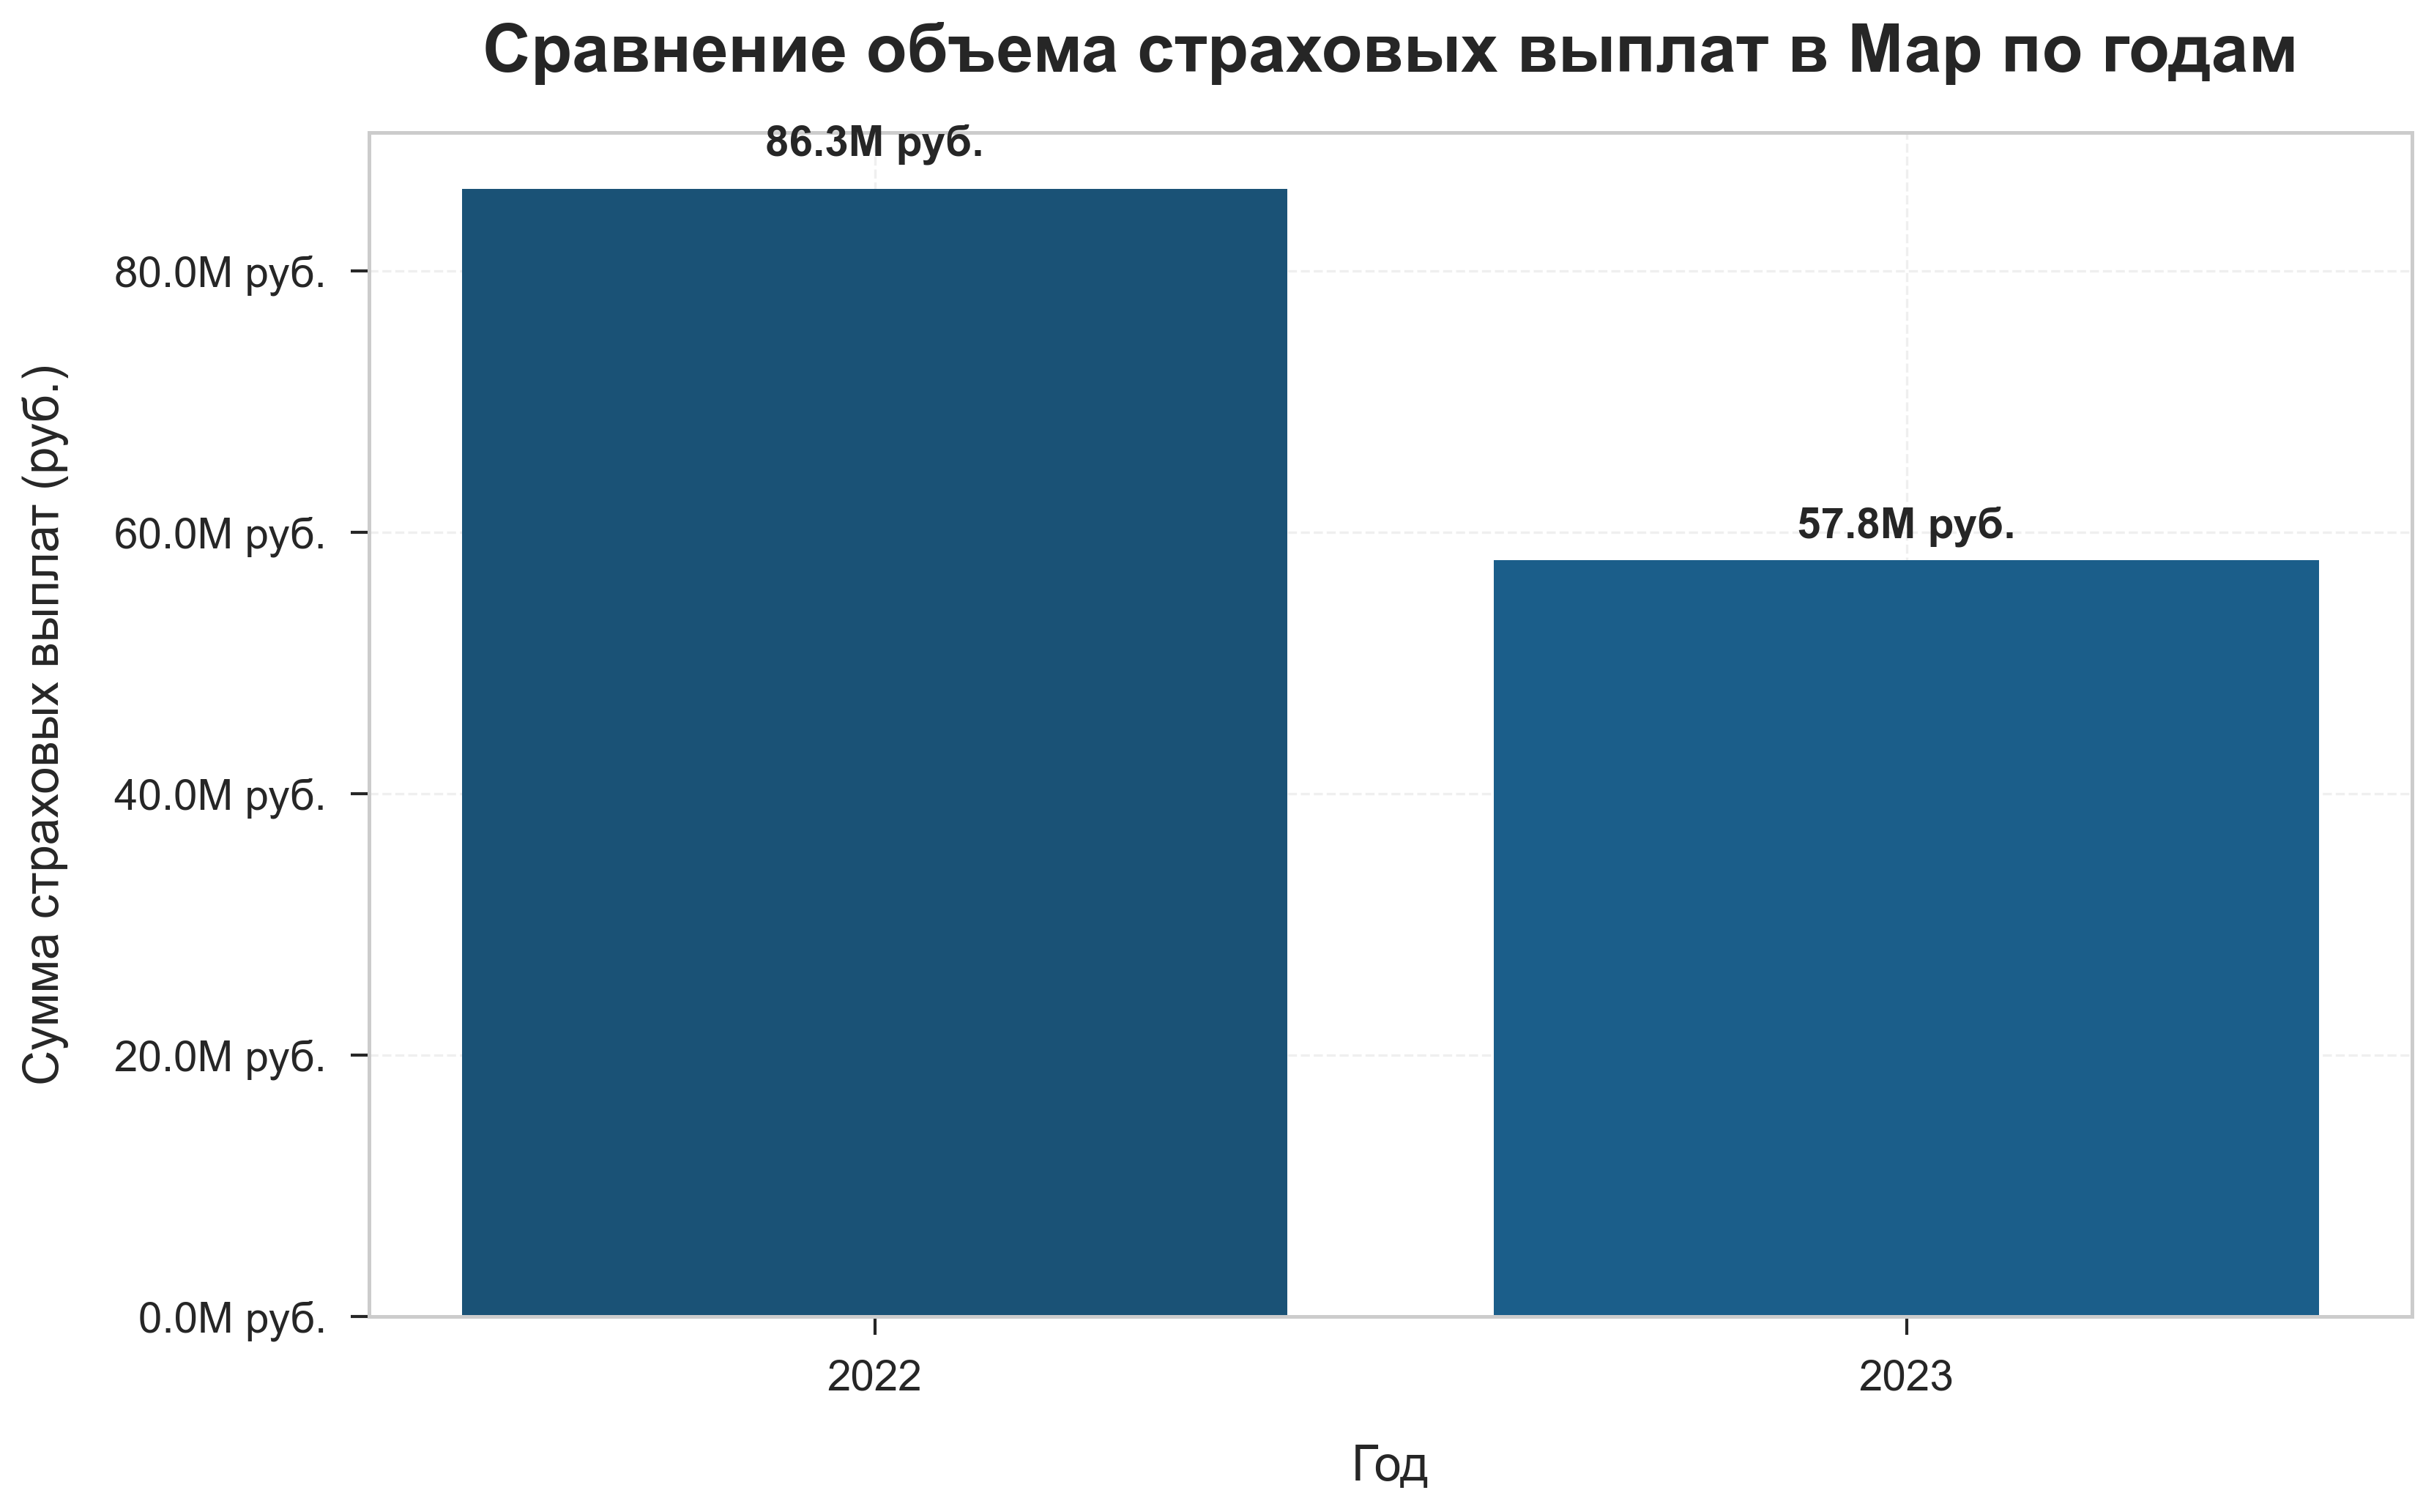 Сравнение объема страховых выплат в Мар по годам
86.3M руб.
57.8M руб.
80.0M руб.
60.0M руб.
40.0M руб.
20.0M руб.
0.0M руб.
Сумма страховых выплат (руб.)
2022
2023
Год